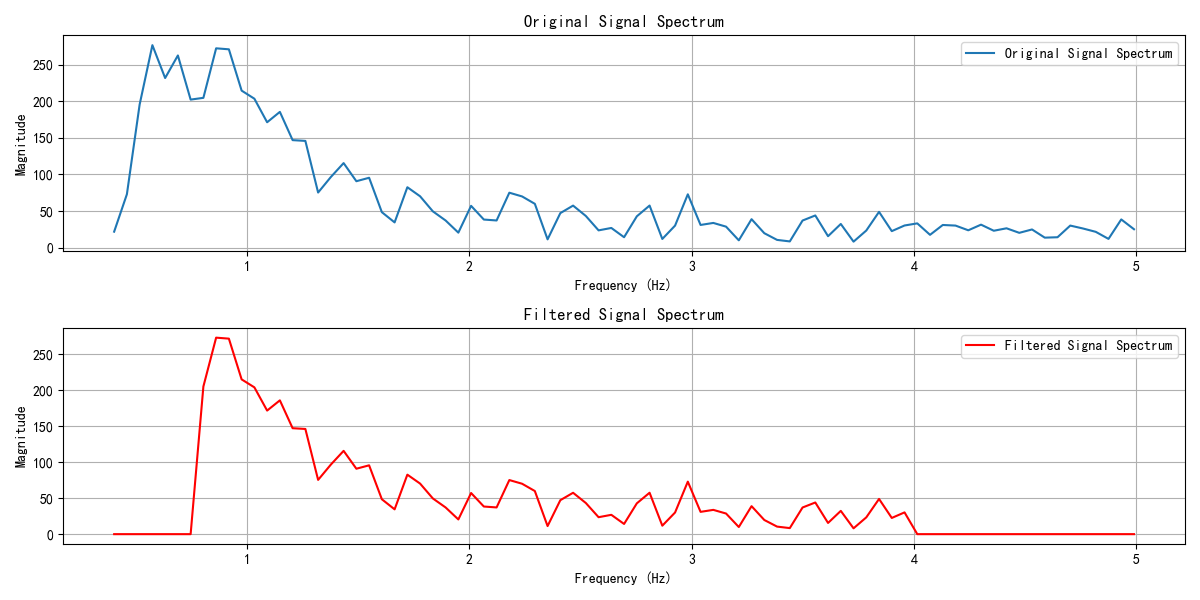 Original Signal Spectrum
Original Signal Spectrum
250
200
150
100
50
0
Magnitude
1 2 3 4 5
Frequency (Hz)
Filtered Signal Spectrum
Filtered Signal Spectrum
250
200
150
100
50
0
Magnitude
1 2 3 4 5
Frequency (Hz)